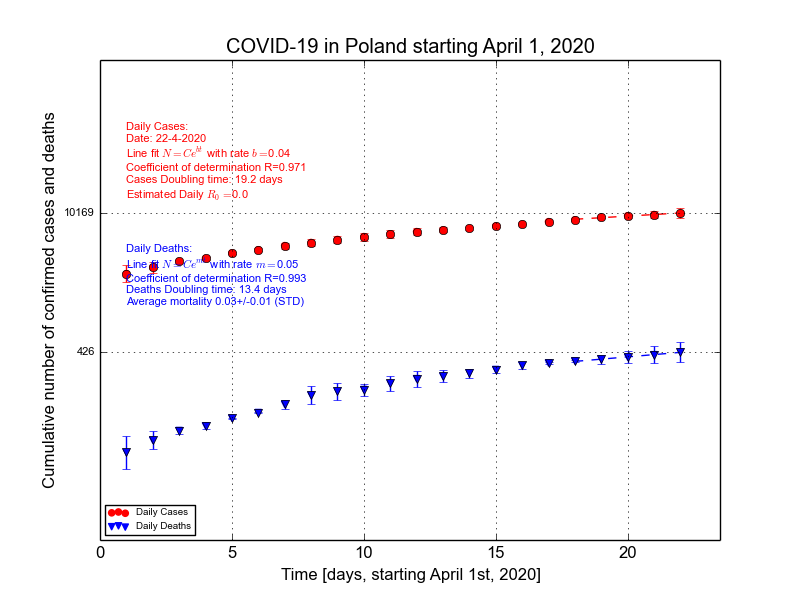 COVID-19 in Poland starting April 1, 2020
Cumulative number of confirmed cases and deaths
10169
426
Daily Cases:
Date: 22-4-2020
Line fit N = Ce^{bt} with rate b = 0.04
Coefficient of determination R=0.971
Cases Doubling time: 19.2 days
Estimated Daily R_0 = 0.0
Daily Deaths:
Line fit N = Ce^{m} with rate m = 0.05
Coefficient of determination R=0.993
Deaths Doubling time: 13.4 days
Average mortality 0.03+/-0.01 (STD)
Daily Cases
Daily Deaths
0 5 10 15 20
Time [days, starting April 1st, 2020]